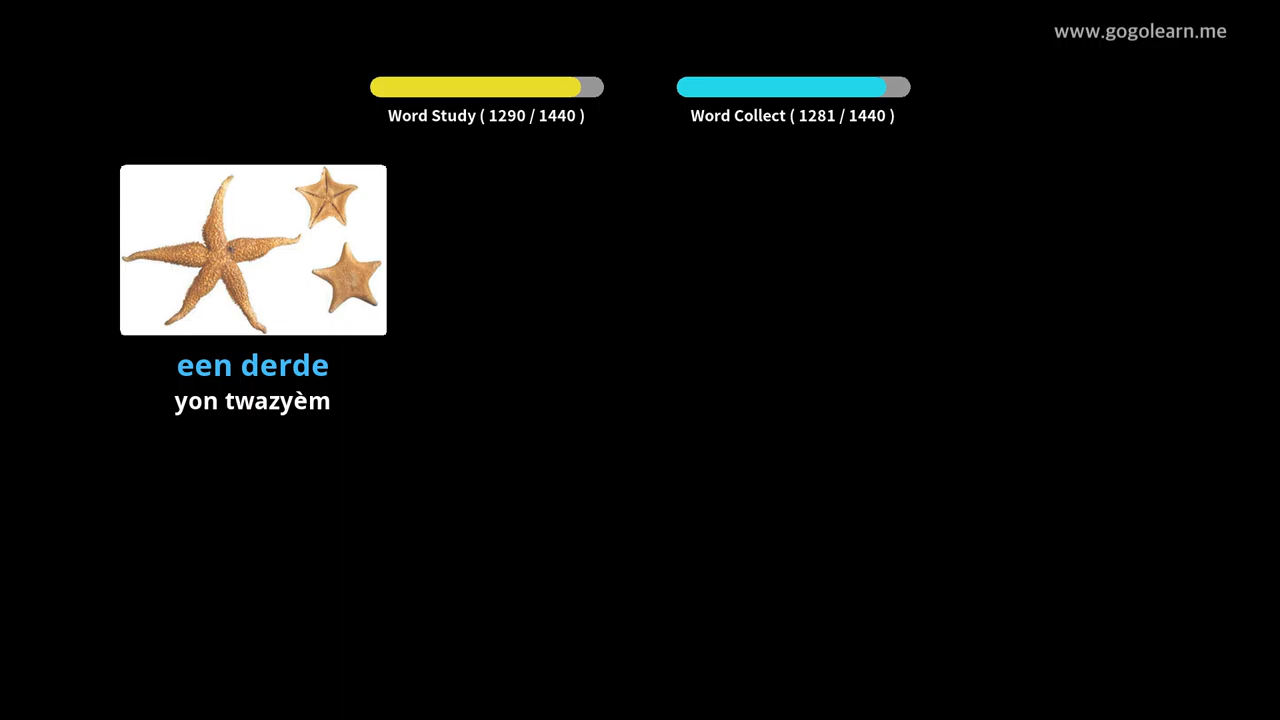 www.gogolearn.me
Word Study ( 1290 / 1440 )
Word Collect ( 1281 / 1440 )
een derde
yon twazyèm